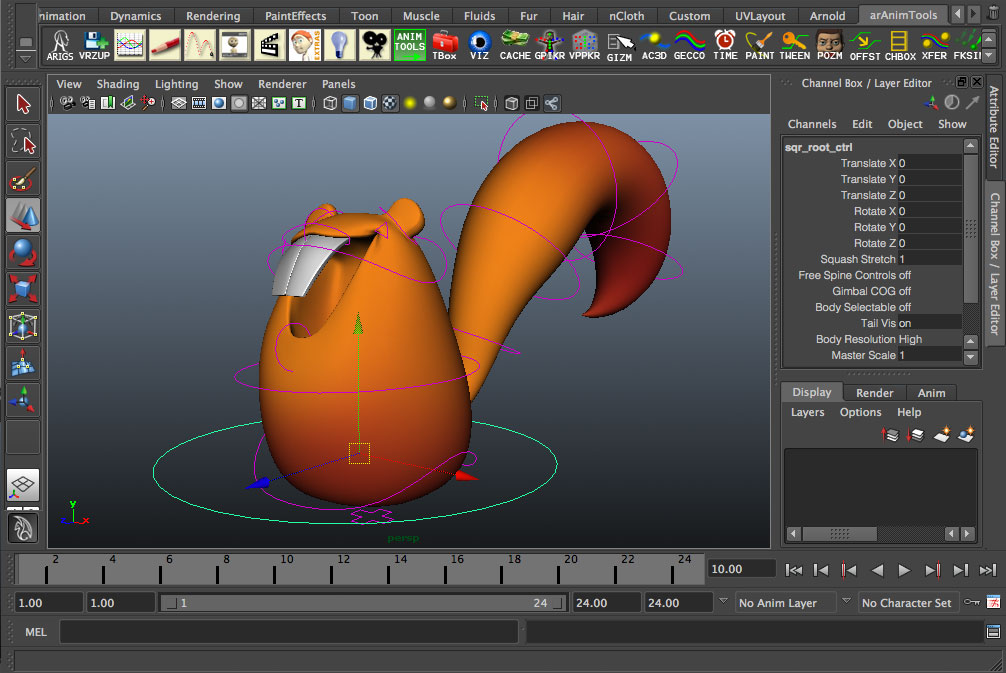 nimation Dynamics Rendering PaintEffects Toon Muscle Fluids Fur Hair nCloth Custom UVLayout Arnold arAnimTools
ANIM TOOLS
EXTRAS
ARIGS VRZUP TBox VIZ CACHE GPIKR VPPKR GIZM AC3D GECCO TIME PAINT TWEEN POZM OFFST CHBOX XFER FKSI
View Shading Lighting Show Renderer Panels
T
Channel Box / Layer Editor
Channels Edit Object Show
sqr_root_ctrl
Translate X 0
Translate Y 0
Translate Z 0
Rotate X 0
Rotate Y 0
Rotate Z 0
Squash Stretch 1
Free Spine Controls off
Gimbal COG off
Body Selectable off
Tail Vis on
Body Resolution High
Master Scale 1
Attribute Editor
Channel Box / Layer Editor
Display Render Anim
Layers Options Help
y
z x
persp
2 4 6 8 10 12 14 16 18 20 22 24
10.00
1.00 1.00 1 24 24.00 24.00 No Anim Layer No Character Set
MEL